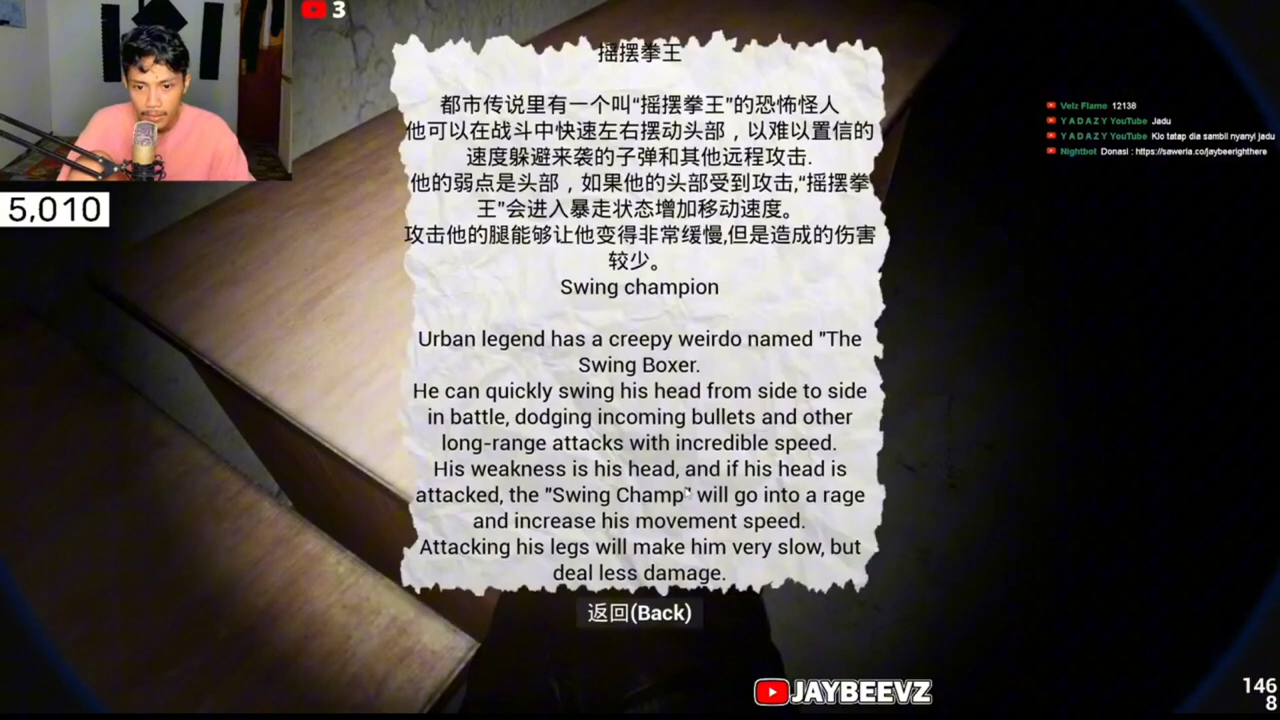 3
摇摆拳王
都市传说里有一个叫“摇摆拳王”的恐怖怪人
他可以在战斗中快速左右摆动头部，以难以置信的
速度躲避来袭的子弹和其他远程攻击.
他的弱点是头部，如果他的头部受到攻击,“摇摆拳
王”会进入暴走状态增加移动速度。
攻击他的腿能够让他变得非常缓慢,但是造成的伤害
较少。
Swing champion
Urban legend has a creepy weirdo named "The
Swing Boxer.
He can quickly swing his head from side to side
in battle, dodging incoming bullets and other
long-range attacks with incredible speed.
His weakness is his head, and if his head is
attacked, the "Swing Champ" will go into a rage
and increase his movement speed.
Attacking his legs will make him very slow, but
deal less damage.
返回(Back)
5,010
Velz Flame 12138
Y A D A Z Y YouTube Jadu
Y A D A Z Y YouTube Klo tatap dia sambil nyanyi jadu
Nightbot Donasi : https://saweria.co/jaybeerighthere
JAYBEEVZ
146
8